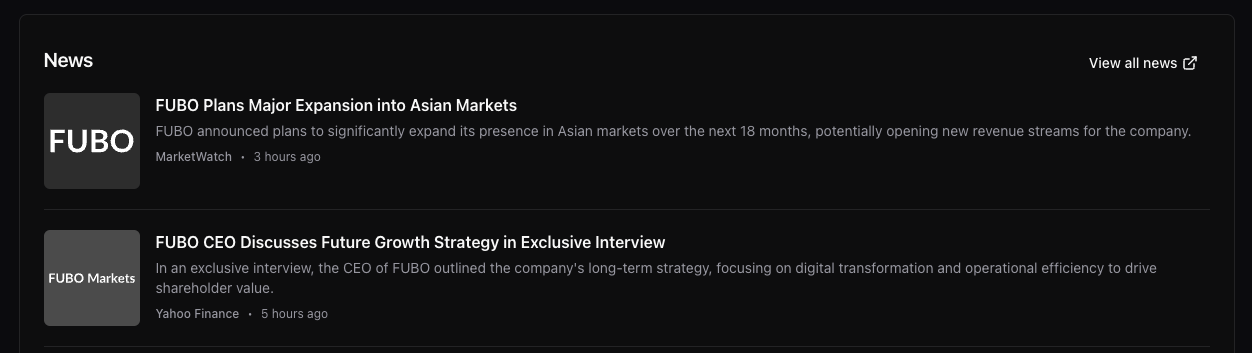 News
View all news
FUBO
FUBO Plans Major Expansion into Asian Markets
FUBO announced plans to significantly expand its presence in Asian markets over the next 18 months, potentially opening new revenue streams for the company.
MarketWatch • 3 hours ago
FUBO Markets
FUBO CEO Discusses Future Growth Strategy in Exclusive Interview
In an exclusive interview, the CEO of FUBO outlined the company's long-term strategy, focusing on digital transformation and operational efficiency to drive
shareholder value.
Yahoo Finance • 5 hours ago